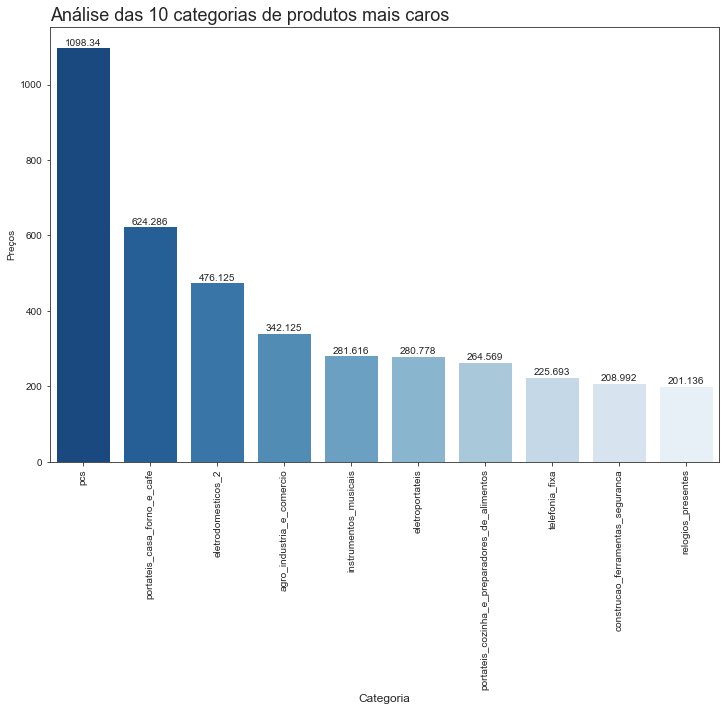 Análise das 10 categorias de produtos mais caros
Preços
1000
800
600
400
200
0
1098.34
624.286
476.125
342.125
281.616
280.778
264.569
225.693
208.992
201.136
pcs
portateis_casa_forno_e_cafe
eletrodomesticos_2
agro_industria_e_comercio
instrumentos_musicais
eletroportateis
portateis_cozinha_e_preparadores_de_alimentos
telefonia_fixa
construcao_ferramentas_seguranca
relogios_presentes
Categoria